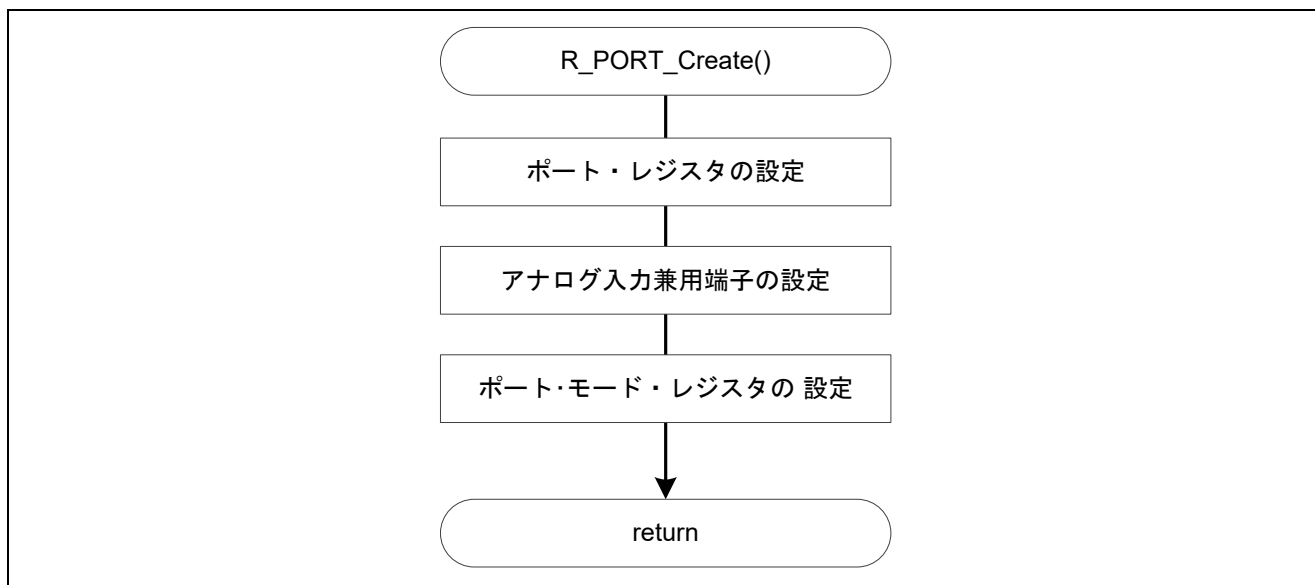 R_PORT_Create()
ポート・レジスタの設定
アナログ入力兼用端子の設定
ポート･モード・レジスタの 設定
return